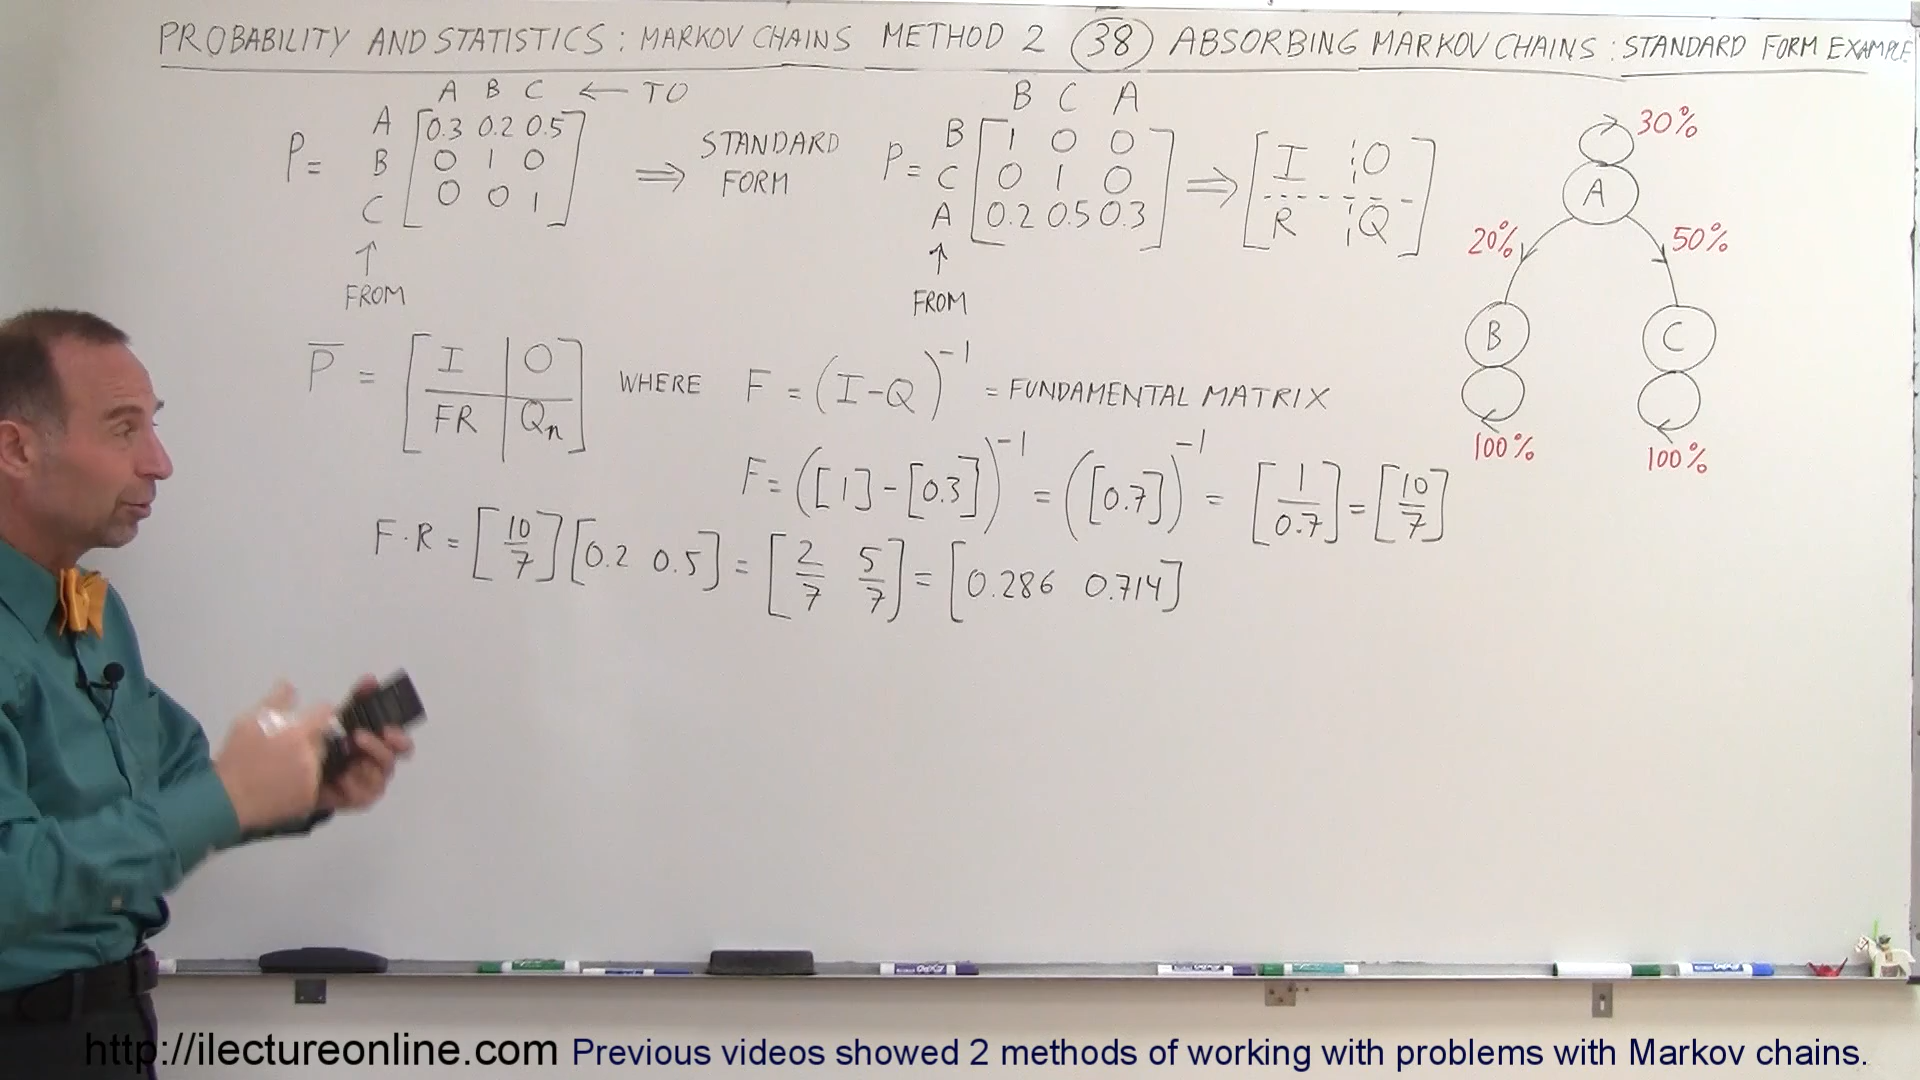 PROBABILITY AND STATISTICS: MARKOV CHAINS METHOD 2 (38) ABSORBING MARKOV CHAINS: STANDARD FORM EXAMPLE
A B C ← TO
P = A [0.3 0.2 0.5
B 0 1 0
C 0 0 1]
↑
FROM
⇒ STANDARD
FORM
B C A
P = B [1 0 0
C 0 1 0
A 0.2 0.5 0.3]
↑
FROM
⇒ [I ¦ O
R ¦ Q]
30%
A
20% 50%
B C
100% 100%
P̅ = [I | O
FR | Qn] WHERE F = (I-Q)⁻¹ = FUNDAMENTAL MATRIX
F = ([1] - [0.3])⁻¹ = ([0.7])⁻¹ = [1/0.7] = [10/7]
F·R = [10/7][0.2 0.5] = [2/7 5/7] = [0.286 0.714]
http://ilectureonline.com Previous videos showed 2 methods of working with problems with Markov chains.